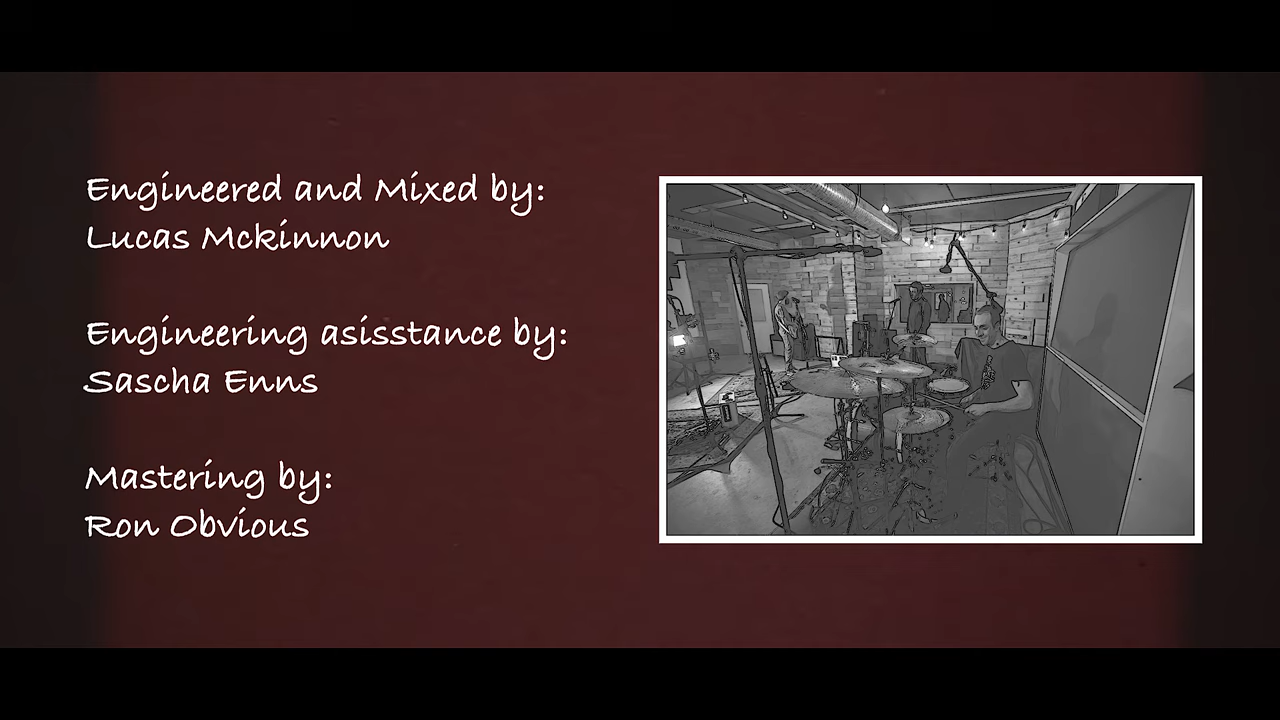 Engineered and Mixed by:
Lucas Mckinnon
Engineering asisstance by:
Sascha Enns
Mastering by:
Ron Obvious